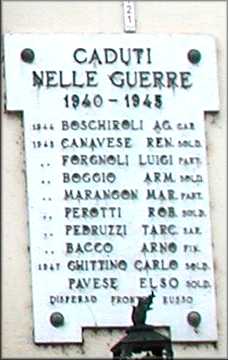 21
CADUTI
NELLE GUERRE
1940-1945
1944 BOSCHIROLI AG. CAP.
1945 CANAVESE REN. SOLD.
,, FORGNOLI LUIGI PART.
,, BOGGIO ARM. SOLD.
,, MARANGON MAR. PART.
,, PEROTTI ROB. SOLD.
,, PEDRUZZI TARC. SAR.
,, BACCO ARNO FIN.
1947 GHITTINO CARLO SOLD.
PAVESE ELSO SOLD.
DISPERSO FRONTE RUSSO